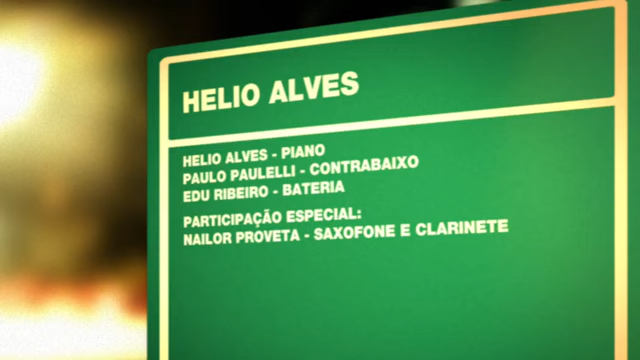 HELIO ALVES
HELIO ALVES - PIANO
PAULO PAULELLI - CONTRABAIXO
EDU RIBEIRO - BATERIA
PARTICIPAÇÃO ESPECIAL:
NAILOR PROVETA - SAXOFONE E CLARINETE